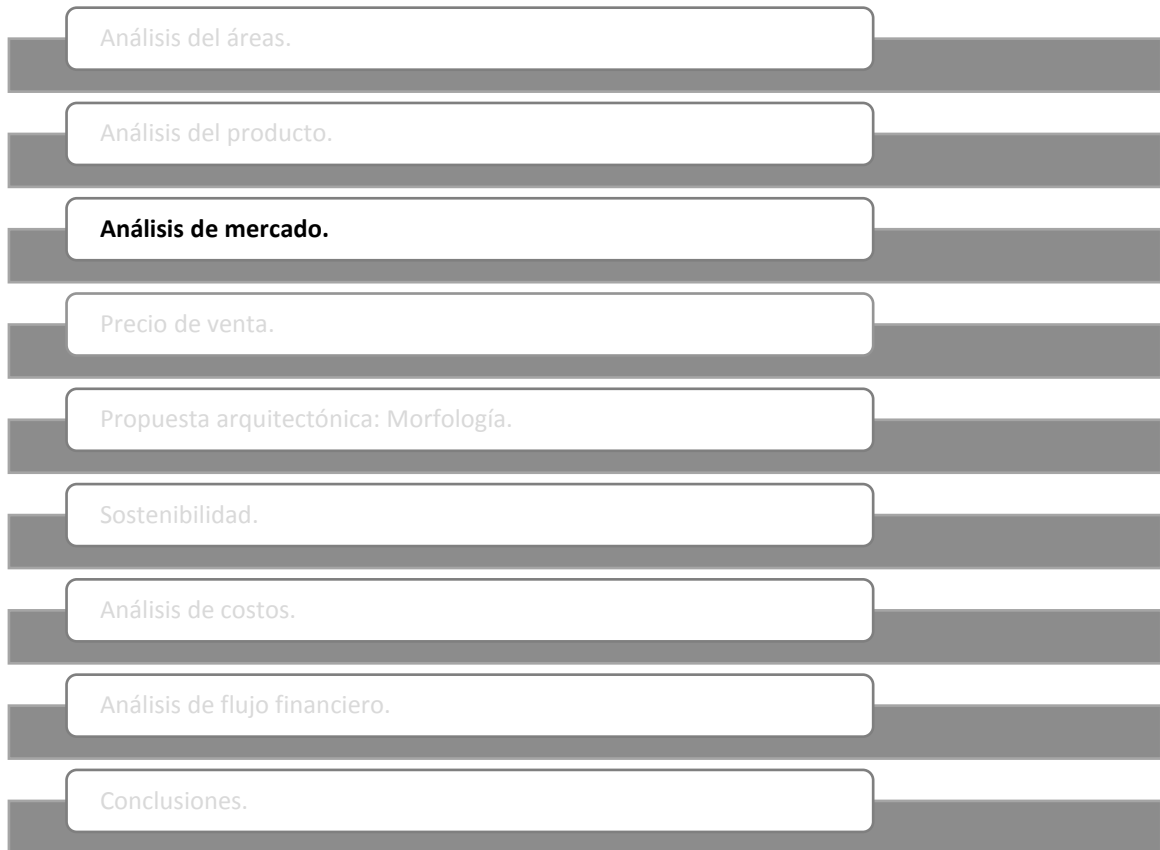 Análisis del áreas.
Análisis del producto.
Análisis de mercado.
Precio de venta.
Propuesta arquitectónica: Morfología.
Sostenibilidad.
Análisis de costos.
Análisis de flujo financiero.
Conclusiones.